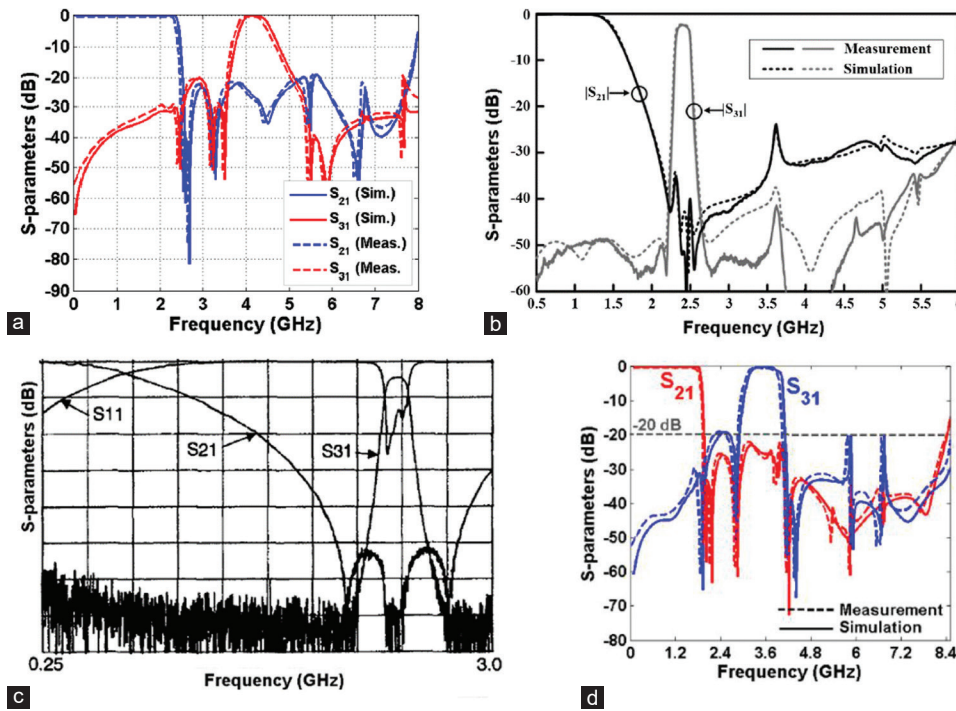 S-parameters (dB)
0
-10
-20
-30
-40
-50
-60
-70
-80
-90
S21 (Sim.)
S31 (Sim.)
S21 (Meas.)
S31 (Meas.
0 1 2 3 4 5 6 7 8
Frequency (GHz)
a
S-parameters (dB)
0
-10
-20
-30
-40
-50
-60
Measurement
Simulation
|S21|
|S31|
0.5 1 1.5 2 2.5 3 3.5 4 4.5 5 5.5
Frequency (GHz)
b
S-parameters (dB)
S11
S21
S31
0.25
3.0
Frequency (GHz)
c
S-parameters (dB)
0
-10
-20
-30
-40
-50
-60
-70
-80
S21
S31
-20 dB
Measurement
Simulation
0 1.2 2.4 3.6 4.8 6 7.2 8.4
Frequency (GHz)
d